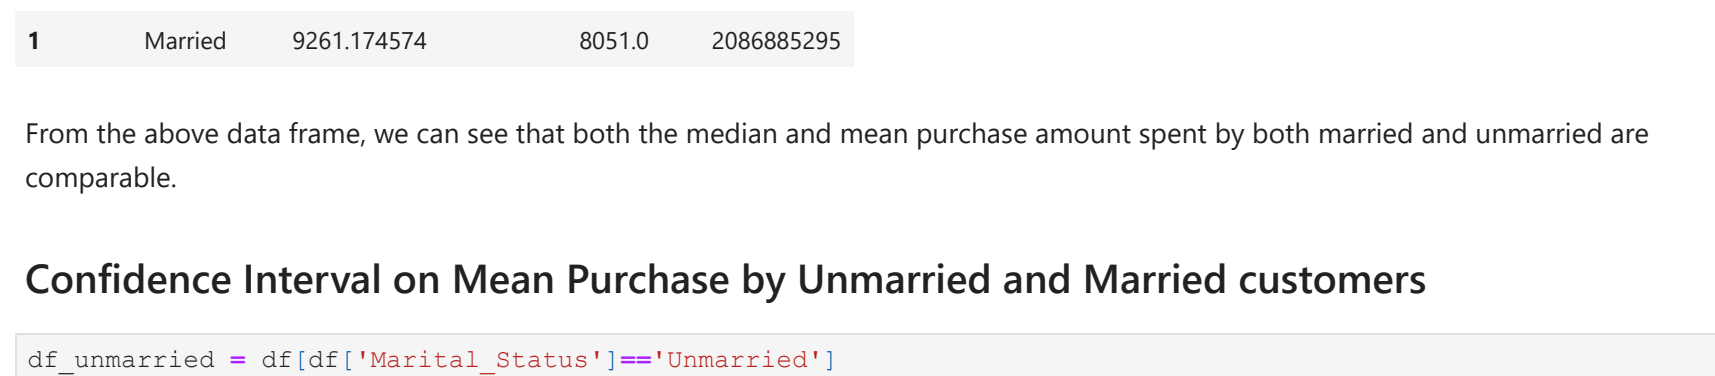 1 Married 9261.174574 8051.0 2086885295
From the above data frame, we can see that both the median and mean purchase amount spent by both married and unmarried are
comparable.
Confidence Interval on Mean Purchase by Unmarried and Married customers
df_unmarried = df[df['Marital_Status']=='Unmarried']